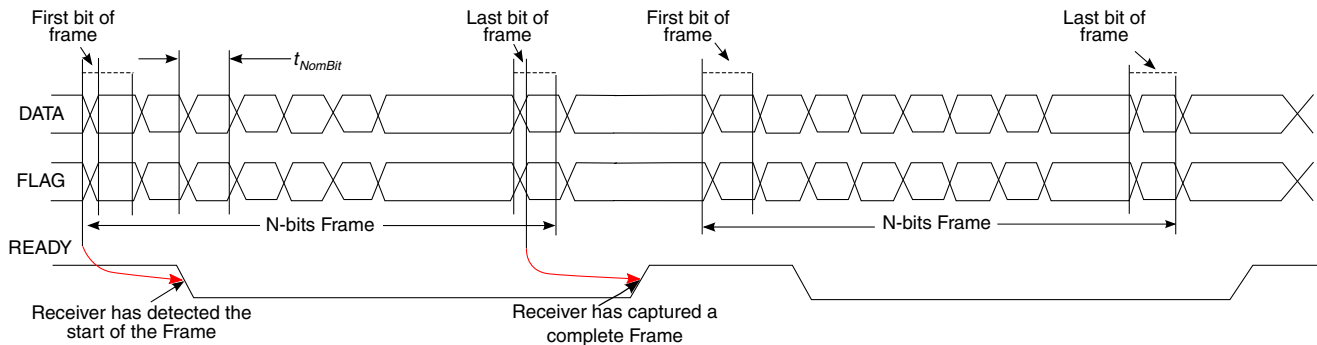 First bit of
frame
Last bit of
frame
First bit of
frame
Last bit of
frame
tNomBit
DATA
FLAG
N-bits Frame
N-bits Frame
READY
Receiver has detected the
start of the Frame
Receiver has captured a
complete Frame